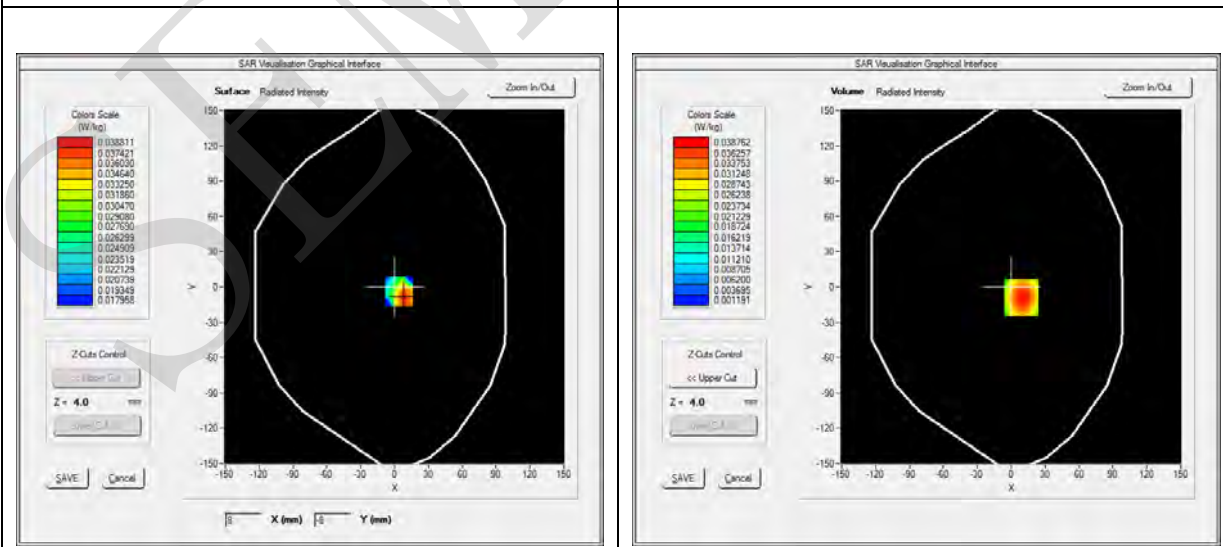 SEM
SAR Visualisation Graphical Interface
Surface Radiated Intensity
Zoom In/Out
Colors Scale
(W/kg)
0.038811
0.037421
0.036030
0.034640
0.033250
0.031860
0.030470
0.029080
0.027690
0.026299
0.024909
0.023519
0.022129
0.020739
0.019349
0.017958
Z-Cuts Control
<< Upper Cut
Z = 4.0 mm
SAVE Cancel
150
120
90
60
30
0
-30
-60
-90
-120
-150
Y
-150 -120 -90 -60 -30 0 30 60 90 120 150
X
8 X (mm) -8 Y (mm)
SAR Visualisation Graphical Interface
Volume Radiated Intensity
Zoom In/Out
Colors Scale
(W/kg)
0.038762
0.036257
0.033753
0.031248
0.028743
0.026238
0.023734
0.021229
0.018724
0.016219
0.013714
0.011210
0.008705
0.006200
0.003695
0.001191
Z-Cuts Control
<< Upper Cut
Z = 4.0 mm
SAVE Cancel
150
120
90
60
30
0
-30
-60
-90
-120
-150
Y
-150 -120 -90 -60 -30 0 30 60 90 120 150
X